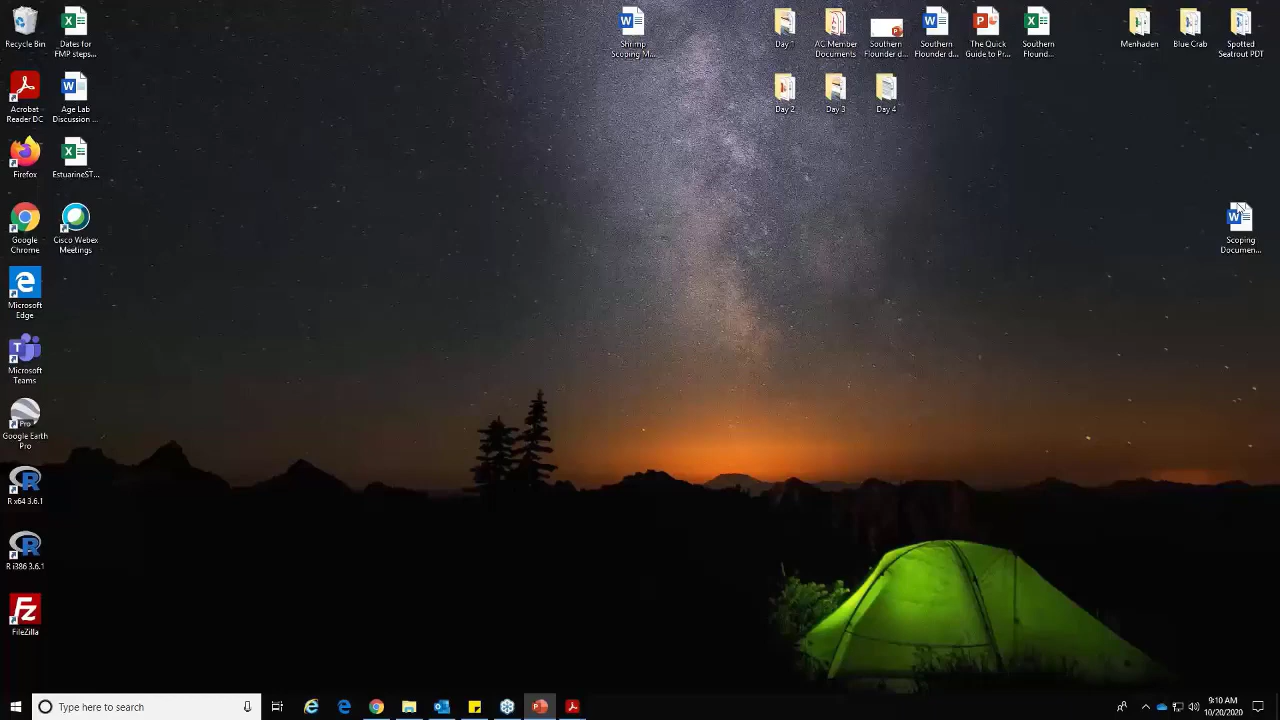 Recycle Bin
Dates for
FMP steps...
Shrimp
Scoping M...
Day 1
AC Member
Documents
Southern
Flounder d...
Southern
Flounder d...
The Quick
Guide to Pr...
Southern
Flound...
Menhaden
Blue Crab
Spotted
Seatrout PDT
Acrobat
Reader DC
Age Lab
Discussion ...
Day 2
Day 3
Day 4
Firefox
EstuarineST...
Google
Chrome
Cisco Webex
Meetings
Scoping
Documen...
Microsoft
Edge
Microsoft
Teams
Pro
Google Earth
Pro
R x64 3.6.1
R i386 3.6.1
FileZilla
Type here to search
9:10 AM
10/20/2020